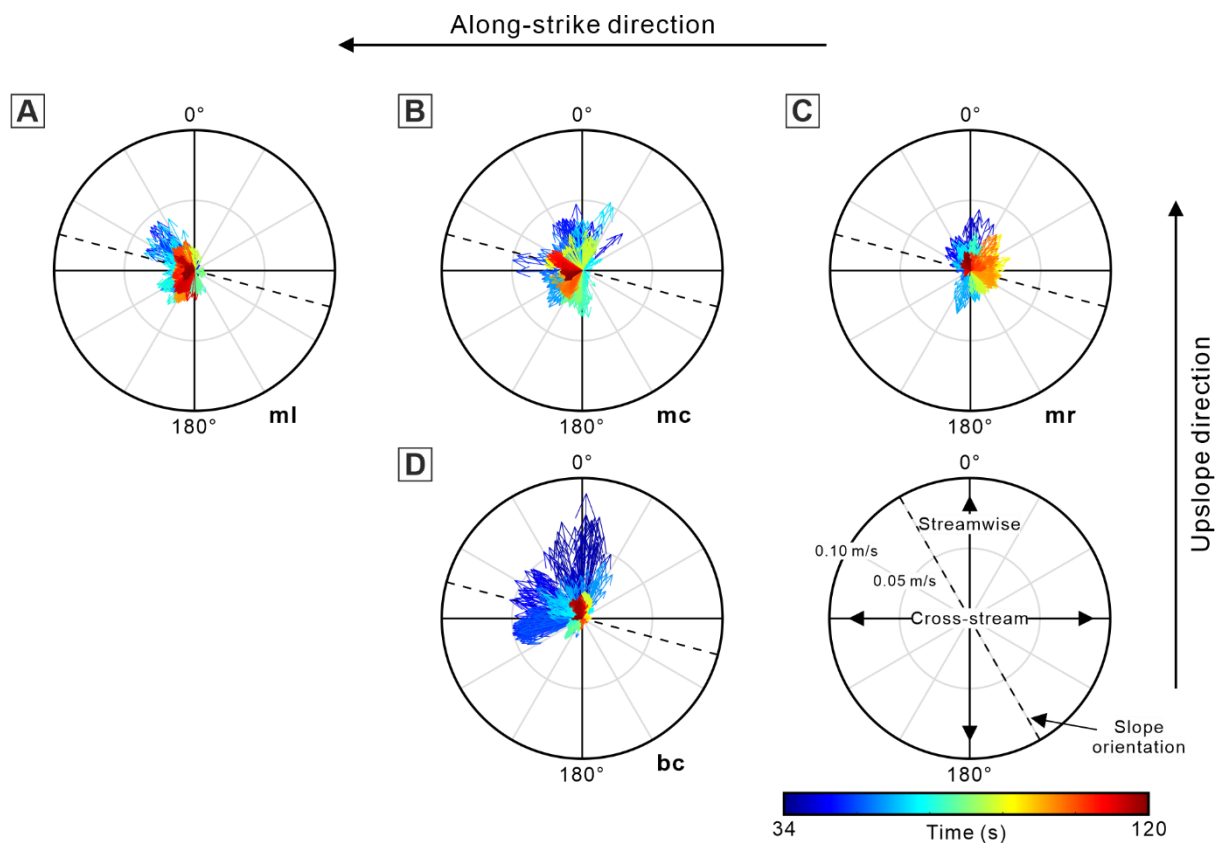 Along-strike direction
A
B
C
0°
0°
0°
180°
ml
180°
mc
180°
mr
Upslope direction
D
0°
0°
Streamwise
0.10 m/s
0.05 m/s
Cross-stream
Slope
orientation
180°
bc
180°
34
Time (s)
120